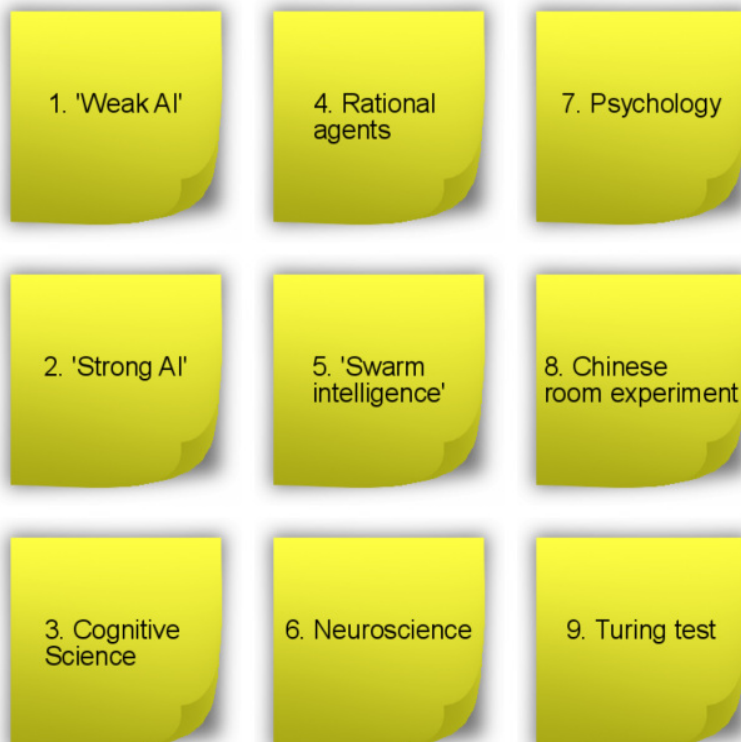 1. 'Weak AI'
4. Rational
agents
7. Psychology
2. 'Strong AI'
5. 'Swarm
intelligence'
8. Chinese
room experiment
3. Cognitive
Science
6. Neuroscience
9. Turing test